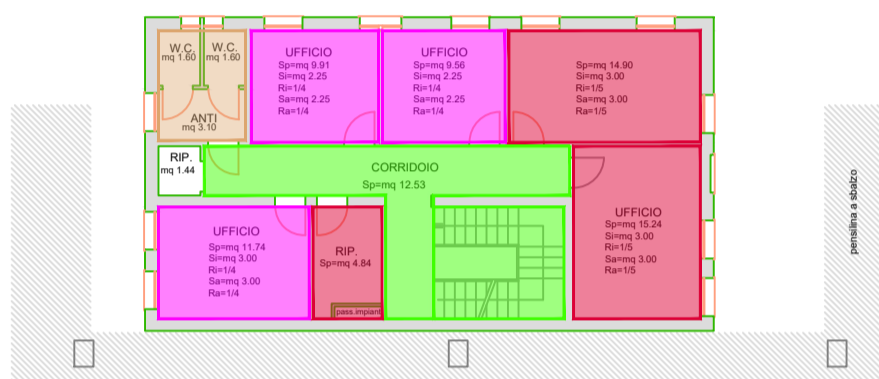 W.C.
mq 1.60
W.C.
mq 1.60
ANTI
mq 3.10
UFFICIO
Sp=mq 9.91
Si=mq 2.25
Ri=1/4
Sa=mq 2.25
Ra=1/4
UFFICIO
Sp=mq 9.56
Si=mq 2.25
Ri=1/4
Sa=mq 2.25
Ra=1/4
Sp=mq 14.90
Si=mq 3.00
Ri=1/5
Sa=mq 3.00
Ra=1/5
RIP.
mq 1.44
CORRIDOIO
Sp=mq 12.53
UFFICIO
Sp=mq 11.74
Si=mq 3.00
Ri=1/4
Sa=mq 3.00
Ra=1/4
RIP.
Sp=mq 4.84
pass.impiant
UFFICIO
Sp=mq 15.24
Si=mq 3.00
Ri=1/5
Sa=mq 3.00
Ra=1/5
pensilina a sbalzo